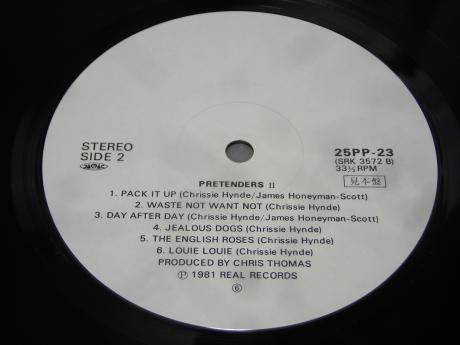 STEREO
SIDE 2
25PP-23
(SRK 3572 B)
33⅓RPM
見本盤
PRETENDERS II
1. PACK IT UP (Chrissie Hynde/James Honeyman-Scott)
2. WASTE NOT WANT NOT (Chrissie Hynde)
3. DAY AFTER DAY (Chrissie Hynde/James Honeyman-Scott)
4. JEALOUS DOGS (Chrissie Hynde)
5. THE ENGLISH ROSES (Chrissie Hynde)
6. LOUIE LOUIE (Chrissie Hynde)
PRODUCED BY CHRIS THOMAS
℗ 1981 REAL RECORDS
⑥